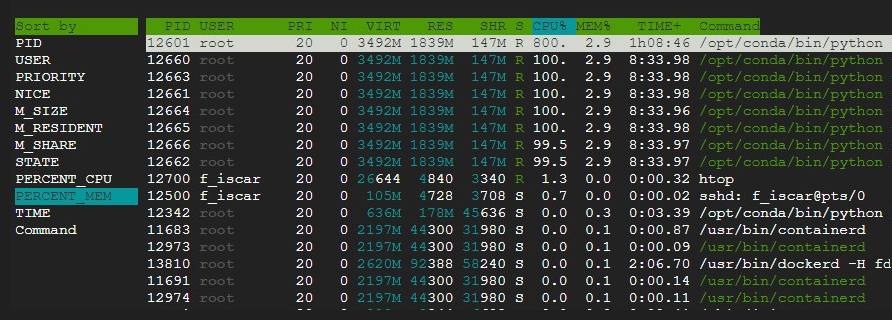 Sort by PID USER PRI NI VIRT RES SHR S CPU% MEM% TIME+ Command
PID 12601 root 20 0 3492M 1839M 147M R 800. 2.9 1h08:46 /opt/conda/bin/python
USER 12660 root 20 0 3492M 1839M 147M R 100. 2.9 8:33.98 /opt/conda/bin/python
PRIORITY 12663 root 20 0 3492M 1839M 147M R 100. 2.9 8:33.98 /opt/conda/bin/python
NICE 12661 root 20 0 3492M 1839M 147M R 100. 2.9 8:33.98 /opt/conda/bin/python
M_SIZE 12664 root 20 0 3492M 1839M 147M R 100. 2.9 8:33.96 /opt/conda/bin/python
M_RESIDENT 12665 root 20 0 3492M 1839M 147M R 100. 2.9 8:33.98 /opt/conda/bin/python
M_SHARE 12666 root 20 0 3492M 1839M 147M R 99.5 2.9 8:33.98 /opt/conda/bin/python
STATE 12662 root 20 0 3492M 1839M 147M R 99.5 2.9 8:33.97 /opt/conda/bin/python
PERCENT_CPU 12700 f_iscar 20 0 26644 4840 3340 R 1.3 0.0 0:00.32 htop
PERCENT_MEM 12500 f_iscar 20 0 105M 4728 3708 S 0.7 0.0 0:00.02 sshd: f_iscar@pts/0
TIME 12342 root 20 0 636M 178M 45636 S 0.0 0.3 0:03.39 /opt/conda/bin/python
Command 11683 root 20 0 2197M 44300 31980 S 0.0 0.1 0:00.87 /usr/bin/containerd
12973 root 20 0 2197M 44300 31980 S 0.0 0.1 0:00.09 /usr/bin/containerd
13810 root 20 0 2620M 92388 58240 S 0.0 0.1 2:06.70 /usr/bin/dockerd -H fd
11691 root 20 0 2197M 44300 31980 S 0.0 0.1 0:00.14 /usr/bin/containerd
12974 root 20 0 2197M 44300 31980 S 0.0 0.1 0:00.11 /usr/bin/containerd